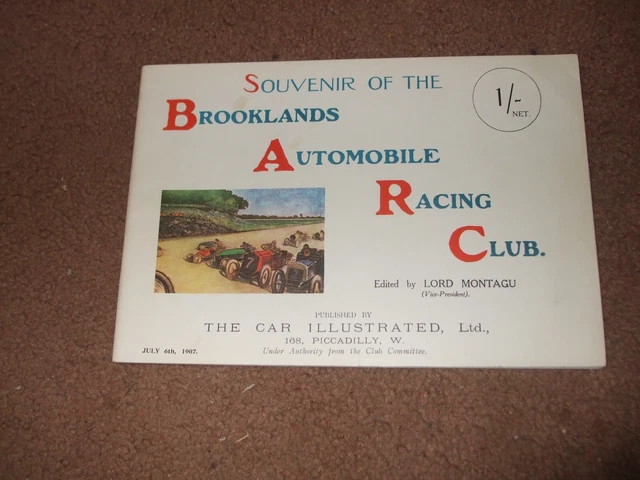 SOUVENIR OF THE
1/-
NET.
BROOKLANDS
AUTOMOBILE
RACING
CLUB.
Edited by LORD MONTAGU
(Vice-President).
PUBLISHED BY
THE CAR ILLUSTRATED, Ltd.,
168, PICCADILLY, W.
JULY 6th, 1907.
Under Authority from the Club Committee.